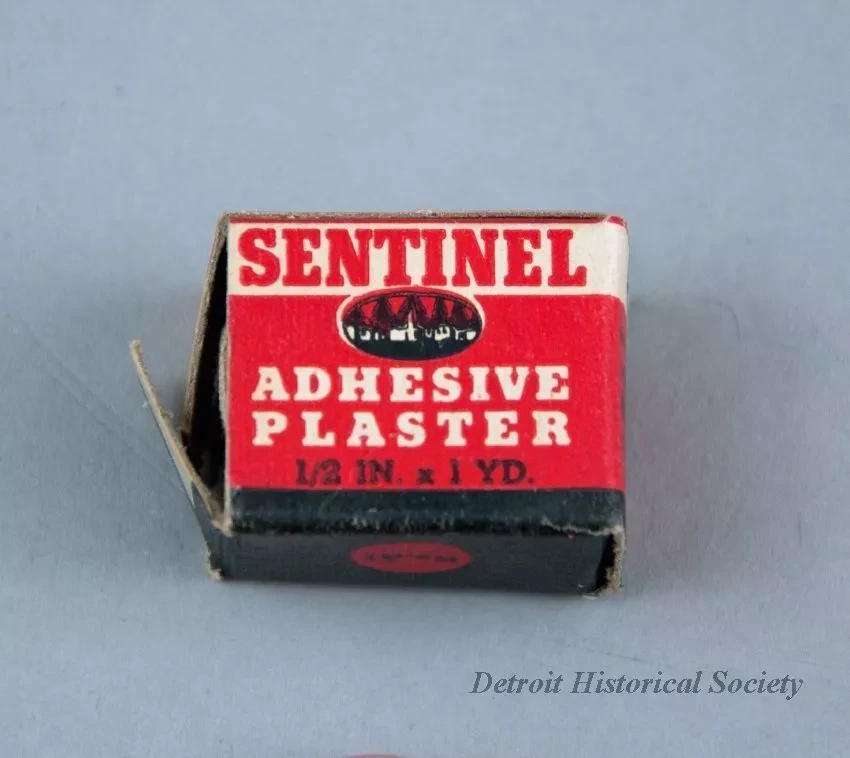 SENTINEL
ADHESIVE
PLASTER
1/2 IN. x 1 YD.
Detroit Historical Society